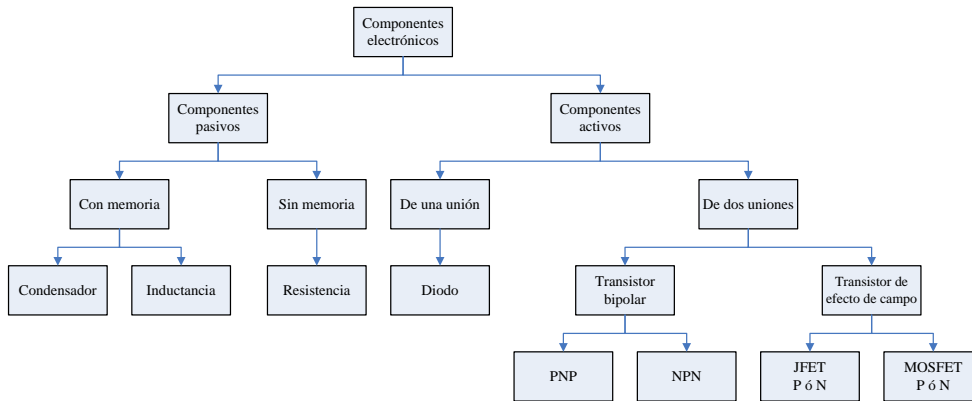 Componentes
electrónicos
Componentes
pasivos
Componentes
activos
Con memoria
Sin memoria
De una unión
De dos uniones
Condensador
Inductancia
Resistencia
Diodo
Transistor
bipolar
Transistor de
efecto de campo
PNP
NPN
JFET
P ó N
MOSFET
P ó N